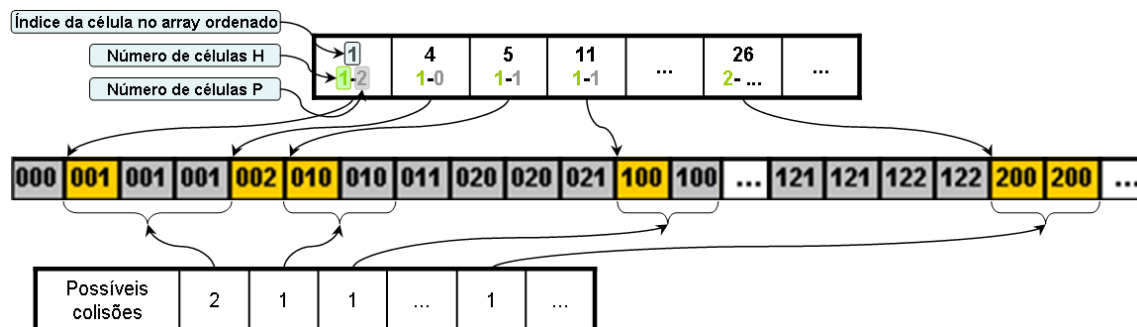 Índice da célula no array ordenado
Número de células H
Número de células P
1 4 5 11 ... 26 ...
1-2 1-0 1-1 1-1 2- ...
000 001 001 001 002 010 010 011 020 020 021 100 100 ... 121 121 122 122 200 200 ...
Possíveis
colisões
2 1 1 ... 1 ...